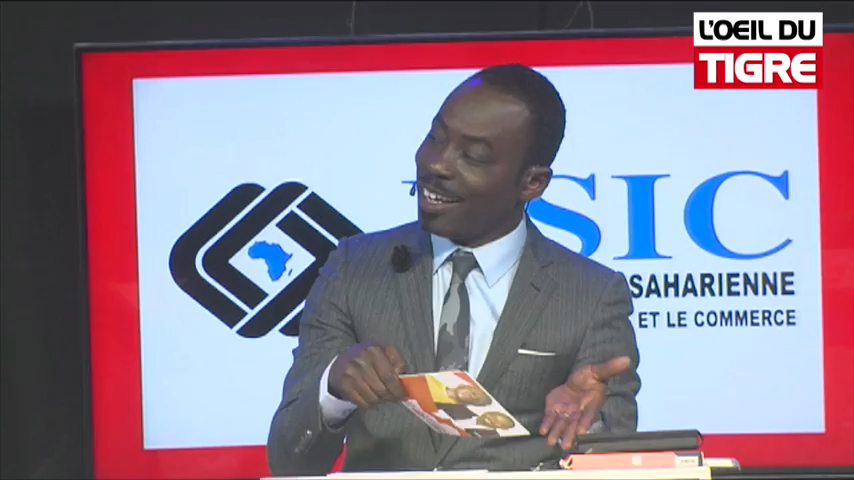 L'OEIL DU
TIGRE
SIC
SAHARIENNE
ET LE COMMERCE